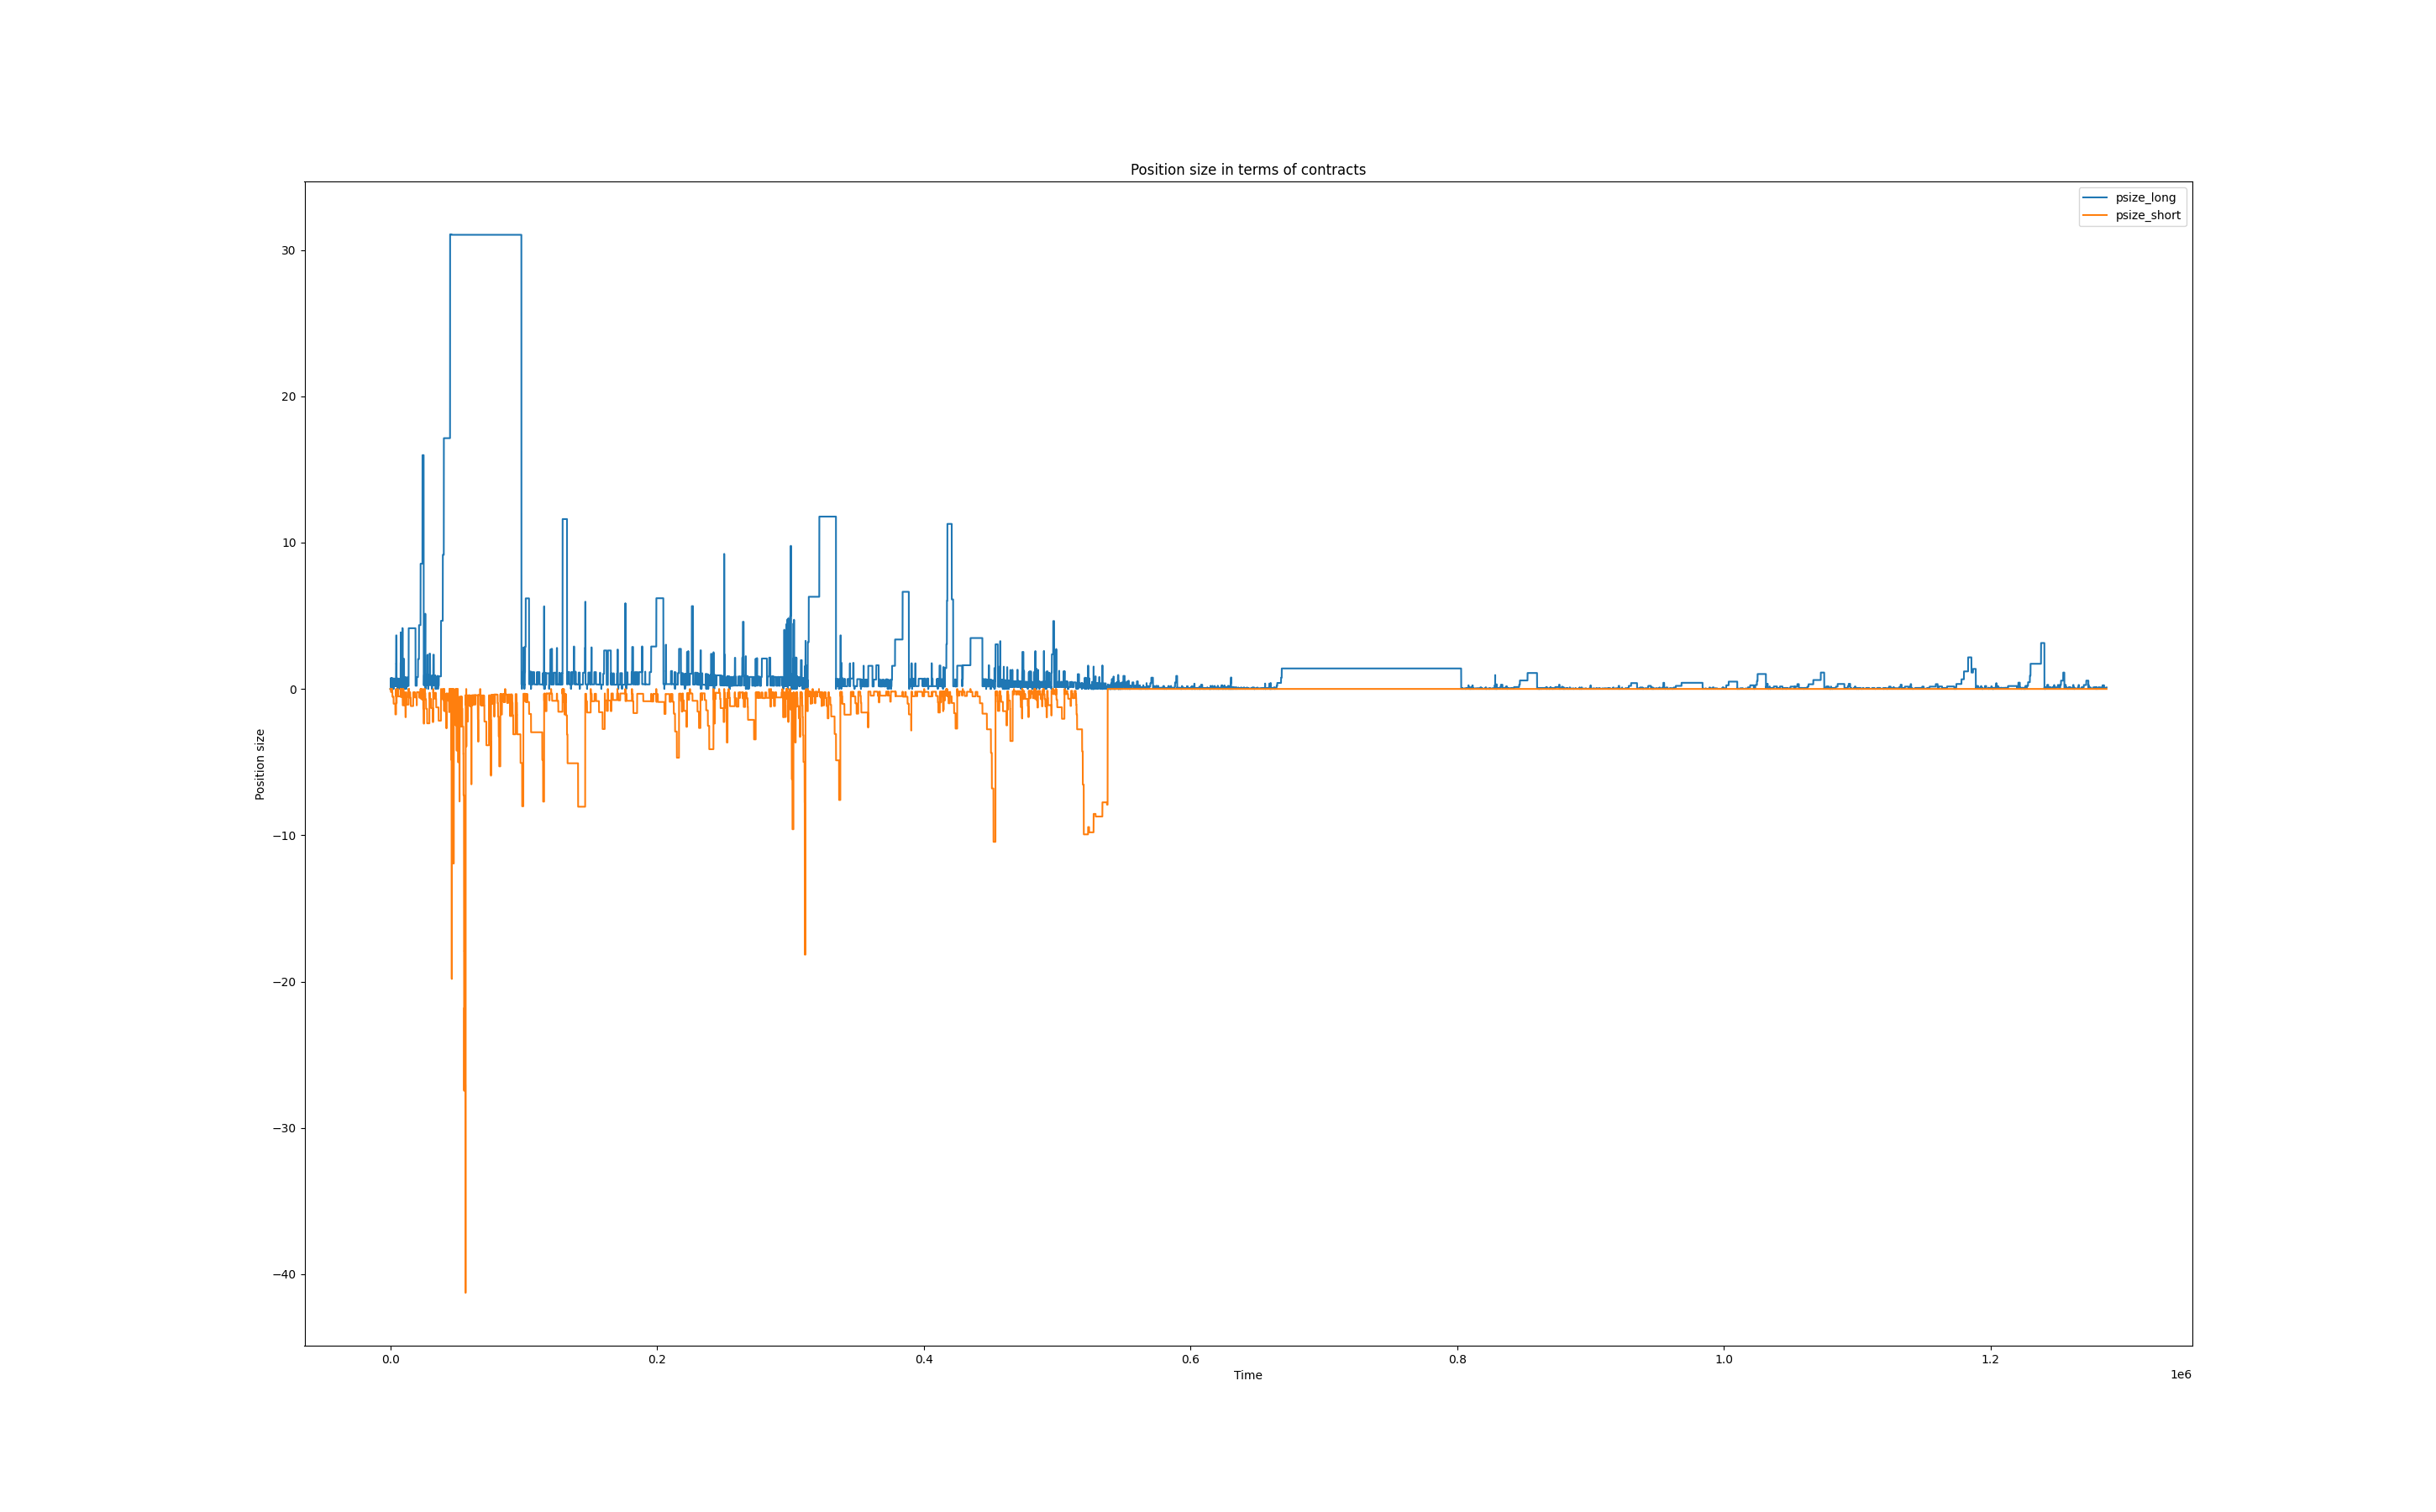 Position size in terms of contracts
psize_long
psize_short
30
20
10
0
−10
−20
−30
−40
Position size
0.0
0.2
0.4
0.6
0.8
1.0
1.2
Time
1e6